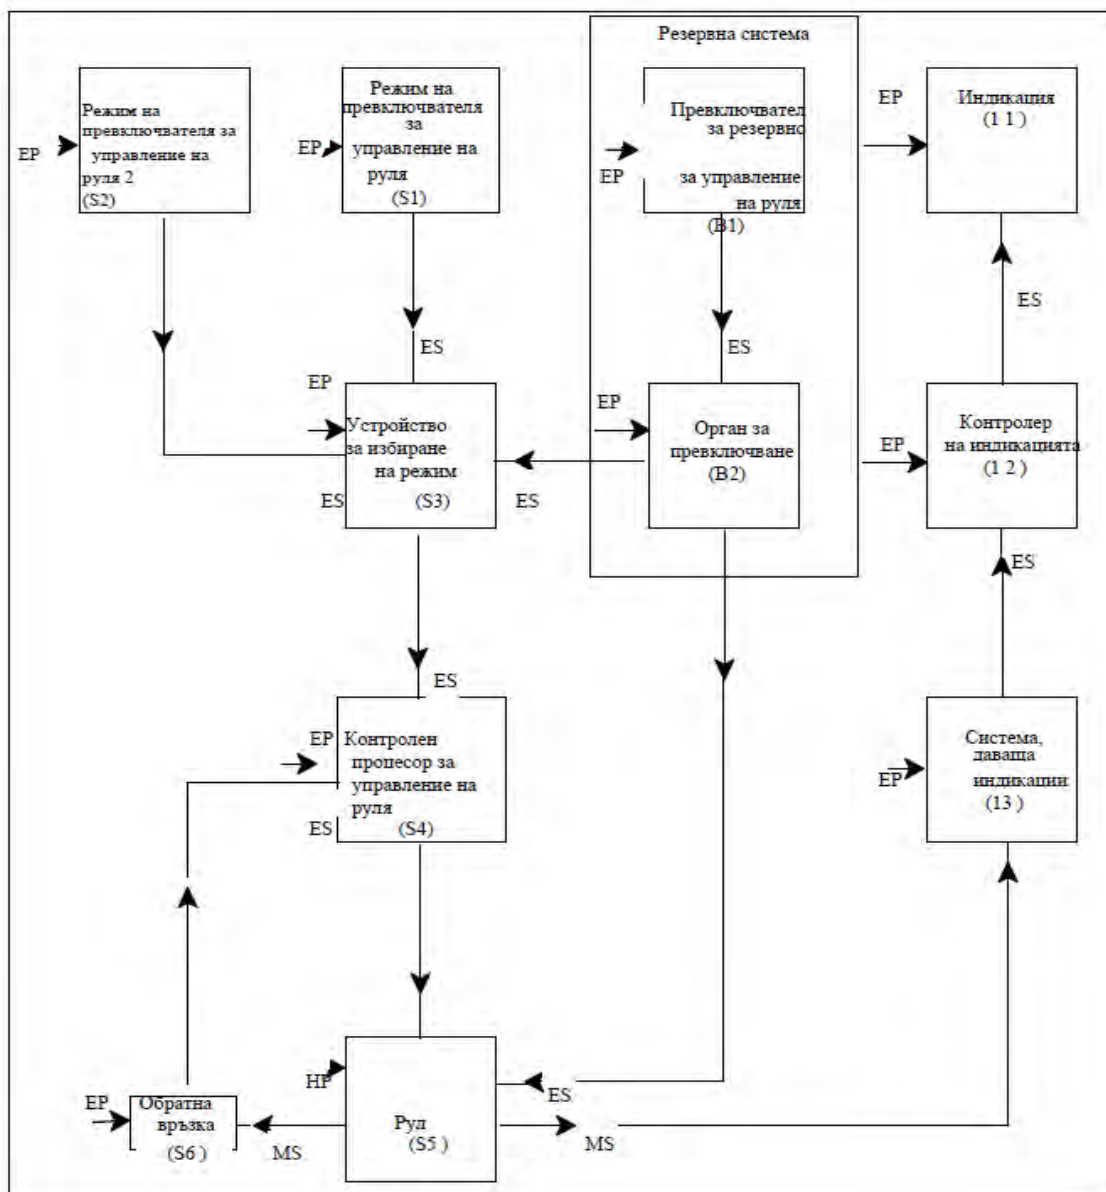 Резервна система
Режим на
превключвателя за
управление на
руля 2
(S2)
EP
Режим на
превключвателя
за
управление на
руля
(S1)
EP
Превключвател
за резервно
за управление
на руля
(B1)
EP
Индикация
(1 1 )
EP
ES
ES
ES
EP
Устройство
за избиране
на режим
(S3)
ES
ES
EP
Орган за
превключване
(B2)
EP
Контролер
на индикацията
(1 2 )
ES
ES
EP
Контролен
процесор за
управление на
руля
(S4)
ES
Система,
даваща
индикации
(13 )
EP
HP
Рул
(S5 )
ES
MS
MS
EP
Обратна
връзка
(S6 )